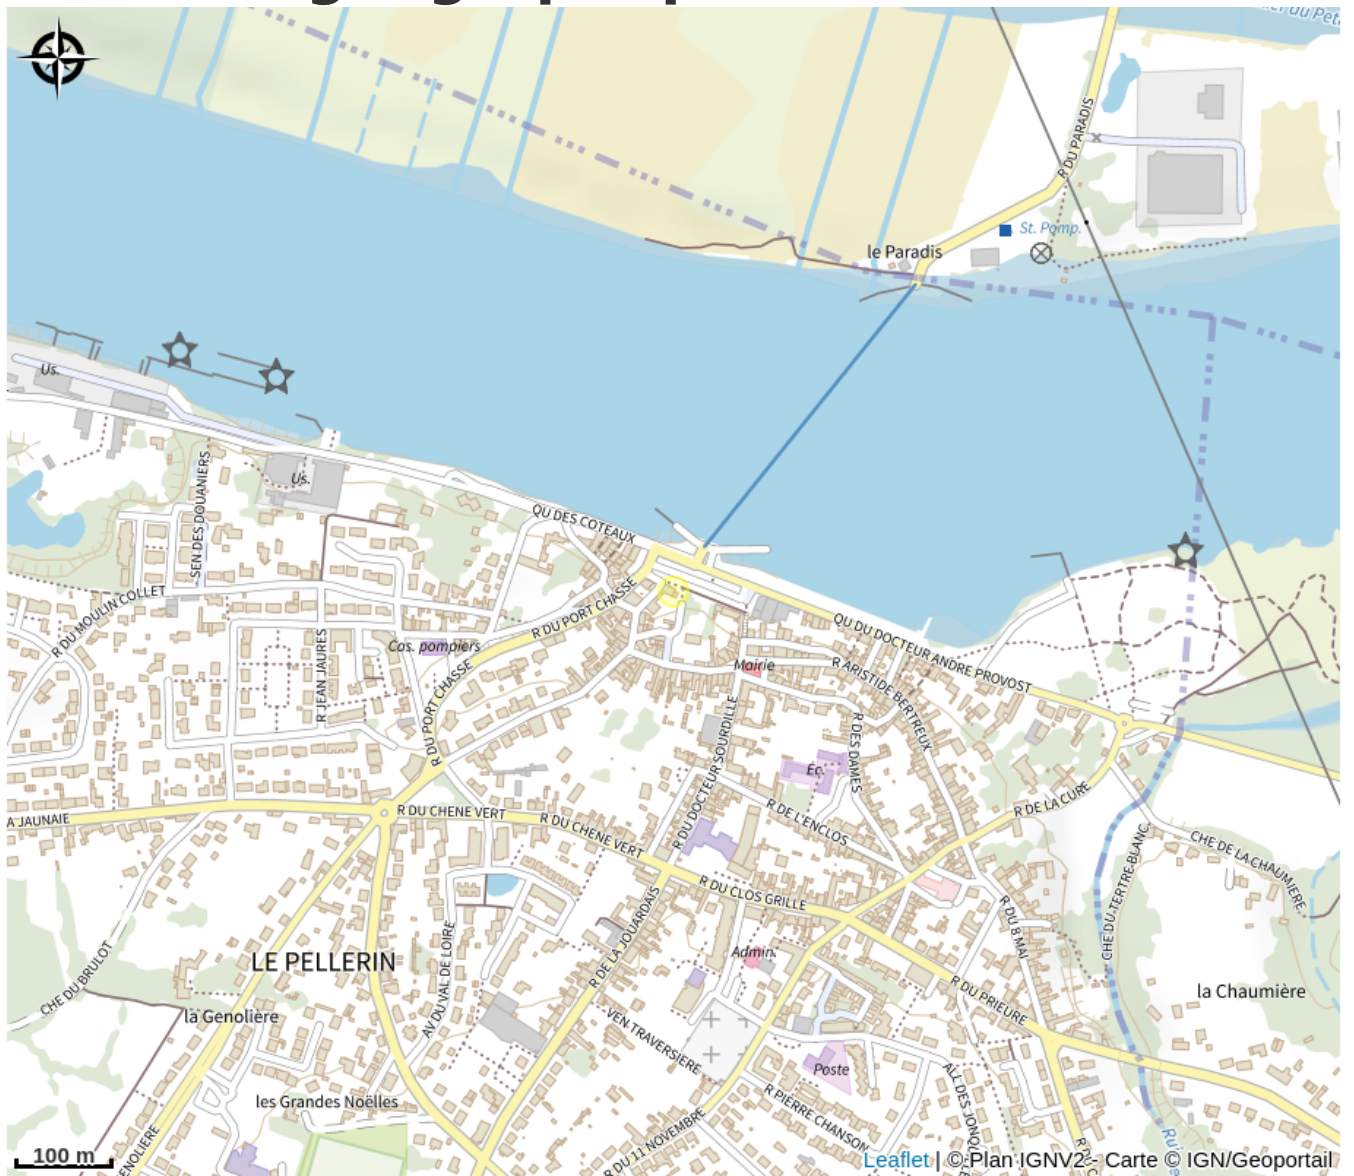 R DU PARADIS
St. Pomp.
le Paradis
Us.
Us.
SEN DES DOUANIERS
QU DES COTEAUX
R DU MOULIN COLLET
R DU PORT CHASSE
Cas. pompiers
R JEAN JAURES
R DU PORT CHASSE
QU DU DOCTEUR ANDRE PROVOST
Mairie
R ARISTIDE BERTREUX
R DU DOCTEUR SOURDILLE
R DES DAMES
Éc.
A JAUNAIE
R DU CHENE VERT
R DU CHENE VERT
R DE L'ENCLOS
R DE LA CURE
CHE DE LA CHAUMIERE
CHE DU TERTRE BLANC
R DU CLOS GRILLE
R DE LA JOUARDAIS
R DU 8 MAI
AV DU VAL DE LOIRE
LE PELLERIN
CHE DU BRULOT
Admin.
R DU PRIEURE
la Chaumière
la Genolière
VEN TRAVERSIERE
Poste
R PIERRE CHANSON
les Grandes Noëlles
R DU 11 NOVEMBRE
ENOLIERE
100 m
Leaflet | © Plan IGNV2 - Carte © IGN/Geoportail